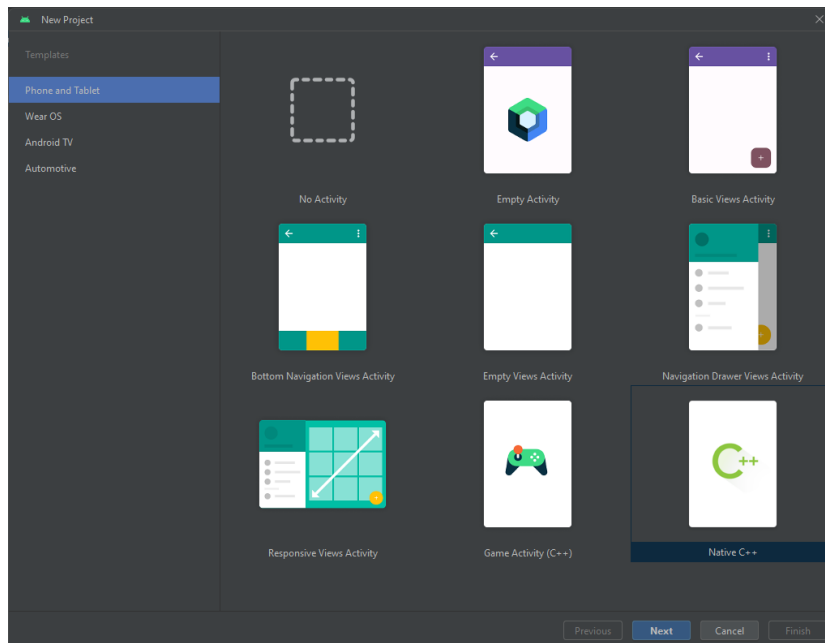 New Project
Templates
Phone and Tablet
Wear OS
Android TV
Automotive
No Activity
Empty Activity
Basic Views Activity
Bottom Navigation Views Activity
Empty Views Activity
Navigation Drawer Views Activity
Responsive Views Activity
Game Activity (C++)
C++
Native C++
Previous
Next
Cancel
Finish